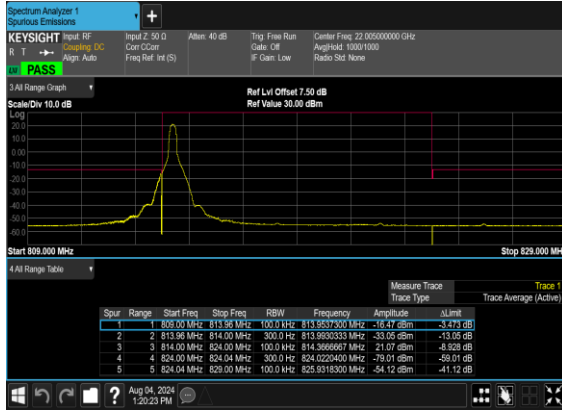 Spectrum Analyzer 1
Spurious Emissions
KEYSIGHT Input: RF Input Z: 50 Ω Atten: 40 dB Trig: Free Run Center Freq: 22.005000000 GHz
R T Coupling: DC Corr CCorr Gate: Off Avg|Hold: 1000/1000
Align: Auto Freq Ref: Int (S) IF Gain: Low Radio Std: None
PASS
3 All Range Graph Ref Lvl Offset 7.50 dB
Scale/Div 10.0 dB Ref Value 30.00 dBm
Log
20.0
10.0
0.00
-10.0
-20.0
-30.0
-40.0
-50.0
-60.0
Start 809.000 MHz Stop 829.000 MH
4 All Range Table
Measure Trace Trace 1
Trace Type Trace Average (Active)
Spur Range Start Freq Stop Freq RBW Frequency Amplitude ΔLimit
1 1 809.00 MHz 813.96 MHz 100.0 kHz 813.9537300 MHz -16.47 dBm -3.473 dB
2 2 813.96 MHz 814.00 MHz 300.0 Hz 813.9930333 MHz -33.05 dBm -13.05 dB
3 3 814.00 MHz 824.00 MHz 100.0 kHz 814.3666667 MHz 21.07 dBm -8.928 dB
4 4 824.00 MHz 824.04 MHz 300.0 Hz 824.0220400 MHz -79.01 dBm -59.01 dB
5 5 824.04 MHz 829.00 MHz 100.0 kHz 825.9318000 MHz -54.12 dBm -41.12 dB
Aug 04, 2024
1:20:23 PM